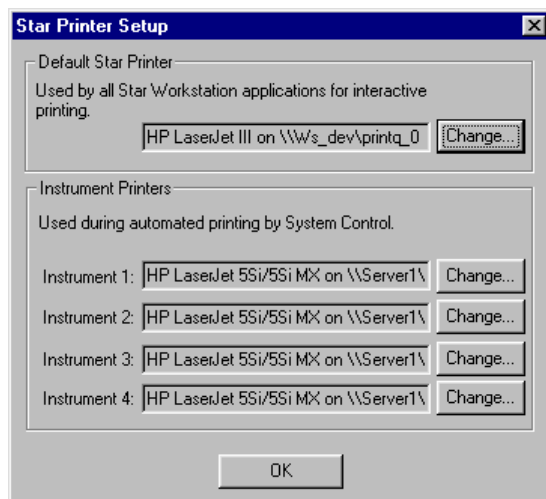 Star Printer Setup
Default Star Printer
Used by all Star Workstation applications for interactive
printing.
HP LaserJet III on \\Ws_dev\printq_0 Change...
Instrument Printers
Used during automated printing by System Control.
Instrument 1: HP LaserJet 5Si/5Si MX on \\Server1\ Change...
Instrument 2: HP LaserJet 5Si/5Si MX on \\Server1\ Change...
Instrument 3: HP LaserJet 5Si/5Si MX on \\Server1\ Change...
Instrument 4: HP LaserJet 5Si/5Si MX on \\Server1\ Change...
OK